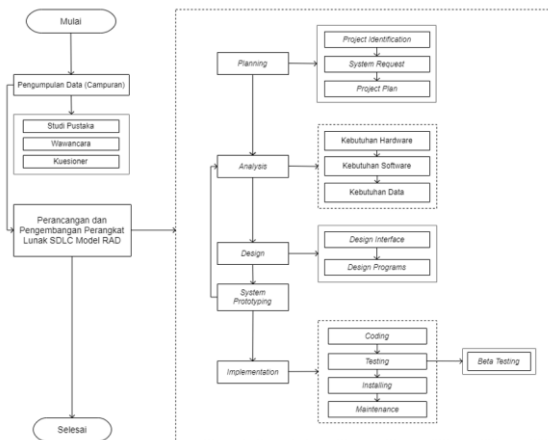 Mulai
Pengumpulan Data (Campuran)
Studi Pustaka
Wawancara
Kuesioner
Perancangan dan
Pengembangan Perangkat
Lunak SDLC Model RAD
Selesai
Planning
Project Identification
System Request
Project Plan
Analysis
Kebutuhan Hardware
Kebutuhan Software
Kebutuhan Data
Design
Design Interface
Design Programs
System
Prototyping
Implementation
Coding
Testing
Installing
Maintenance
Beta Testing